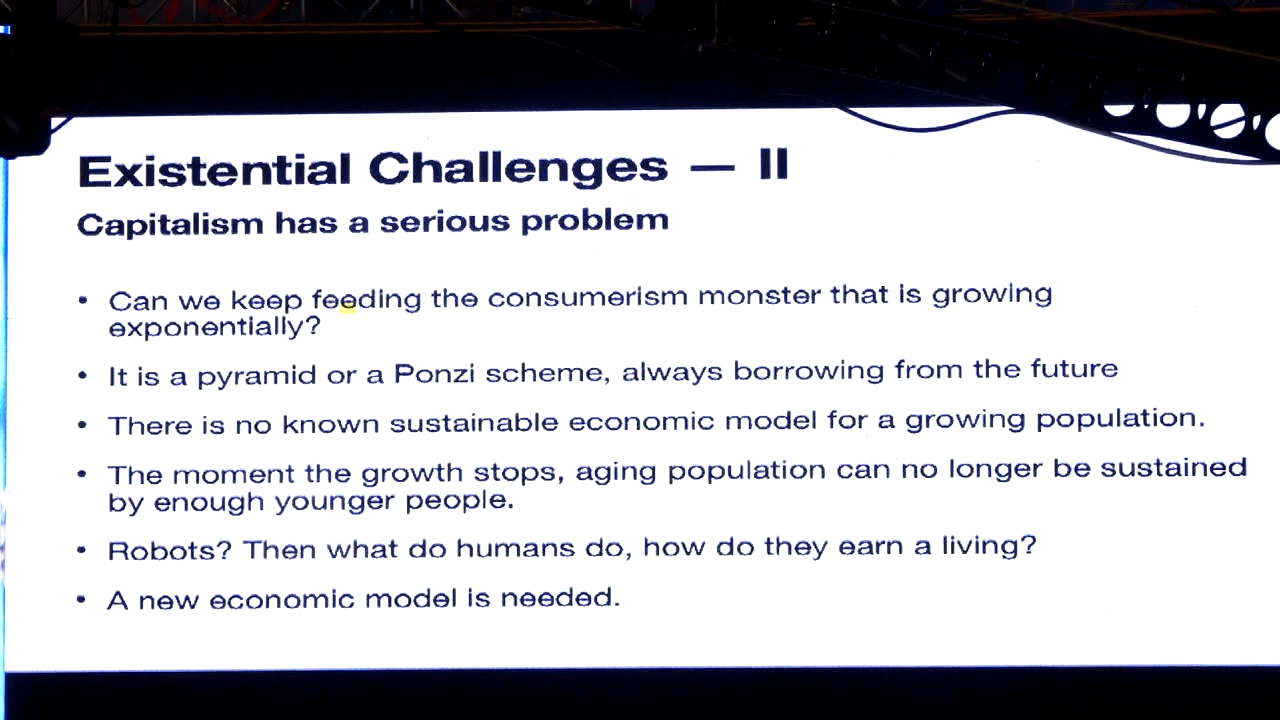 Existential Challenges — II
Capitalism has a serious problem
• Can we keep feeding the consumerism monster that is growing
exponentially?
• It is a pyramid or a Ponzi scheme, always borrowing from the future
• There is no known sustainable economic model for a growing population.
• The moment the growth stops, aging population can no longer be sustained
by enough younger people.
• Robots? Then what do humans do, how do they earn a living?
• A new economic model is needed.